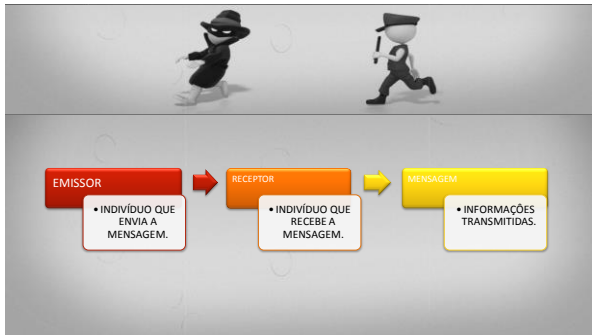 EMISSOR
• INDIVÍDUO QUE
ENVIA A
MENSAGEM.
RECEPTOR
• INDIVÍDUO QUE
RECEBE A
MENSAGEM.
MENSAGEM
• INFORMAÇÕES
TRANSMITIDAS.